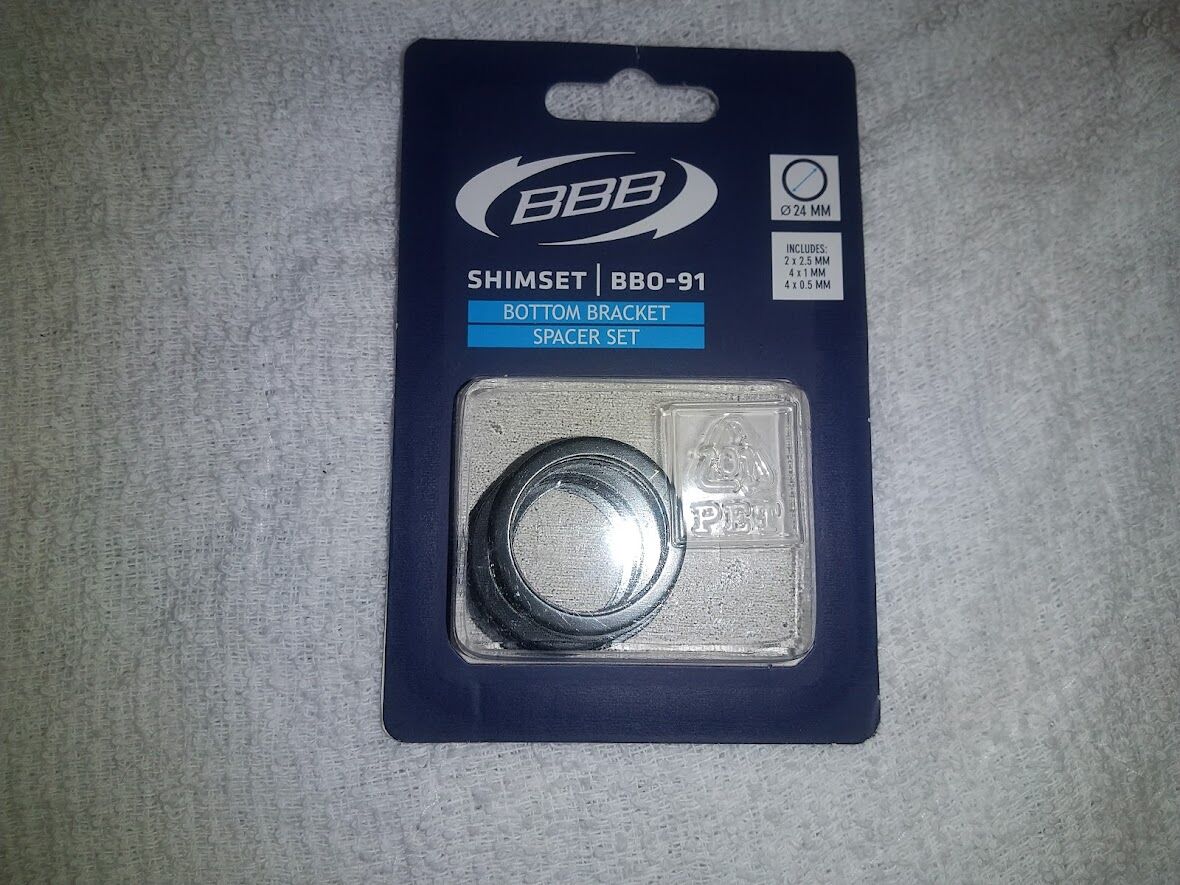 BBB
Ø 24 MM
INCLUDES:
2 x 2.5 MM
4 x 1 MM
4 x 0.5 MM
SHIMSET | BBO-91
BOTTOM BRACKET
SPACER SET
01
PET